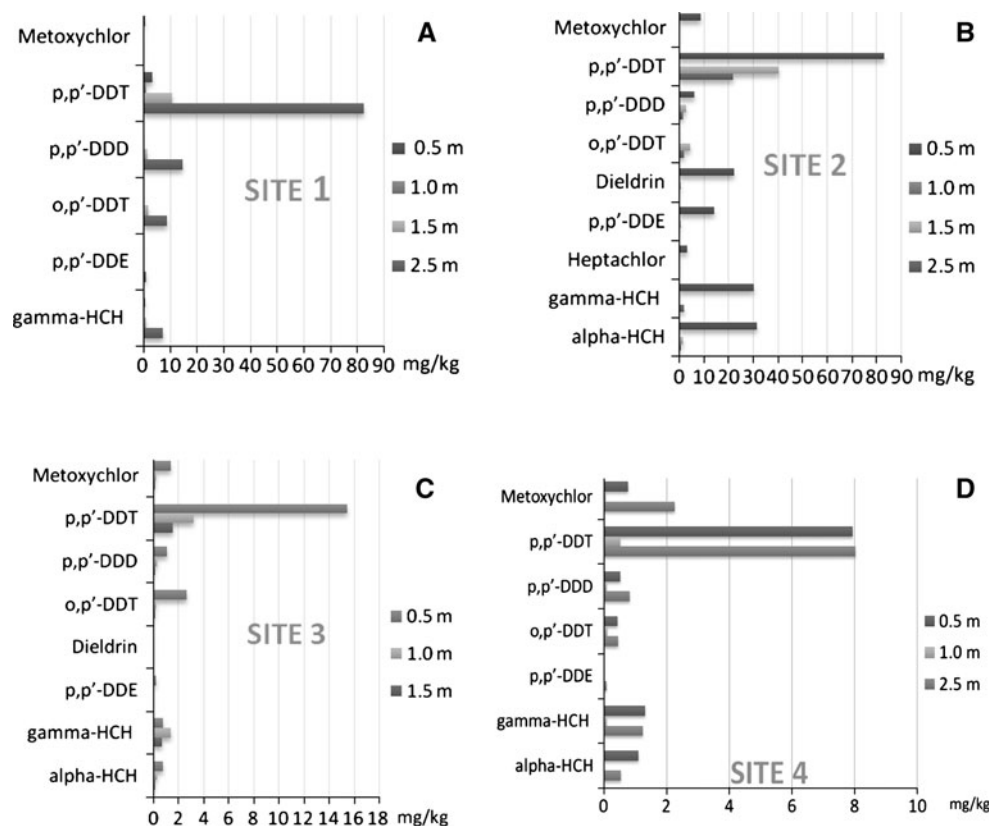 A
Metoxychlor
p,p'-DDT
p,p'-DDD
o,p'-DDT
p,p'-DDE
gamma-HCH
SITE 1
0.5 m
1.0 m
1.5 m
2.5 m
0 10 20 30 40 50 60 70 80 90 mg/kg
B
Metoxychlor
p,p'-DDT
p,p'-DDD
o,p'-DDT
Dieldrin
p,p'-DDE
Heptachlor
gamma-HCH
alpha-HCH
SITE 2
0.5 m
1.0 m
1.5 m
2.5 m
0 10 20 30 40 50 60 70 80 90 mg/kg
C
Metoxychlor
p,p'-DDT
p,p'-DDD
o,p'-DDT
Dieldrin
p,p'-DDE
gamma-HCH
alpha-HCH
SITE 3
0.5 m
1.0 m
1.5 m
0 2 4 6 8 10 12 14 16 18
mg/kg
D
Metoxychlor
p,p'-DDT
p,p'-DDD
o,p'-DDT
p,p'-DDE
gamma-HCH
alpha-HCH
SITE 4
0.5 m
1.0 m
2.5 m
0 2 4 6 8 10
mg/kg